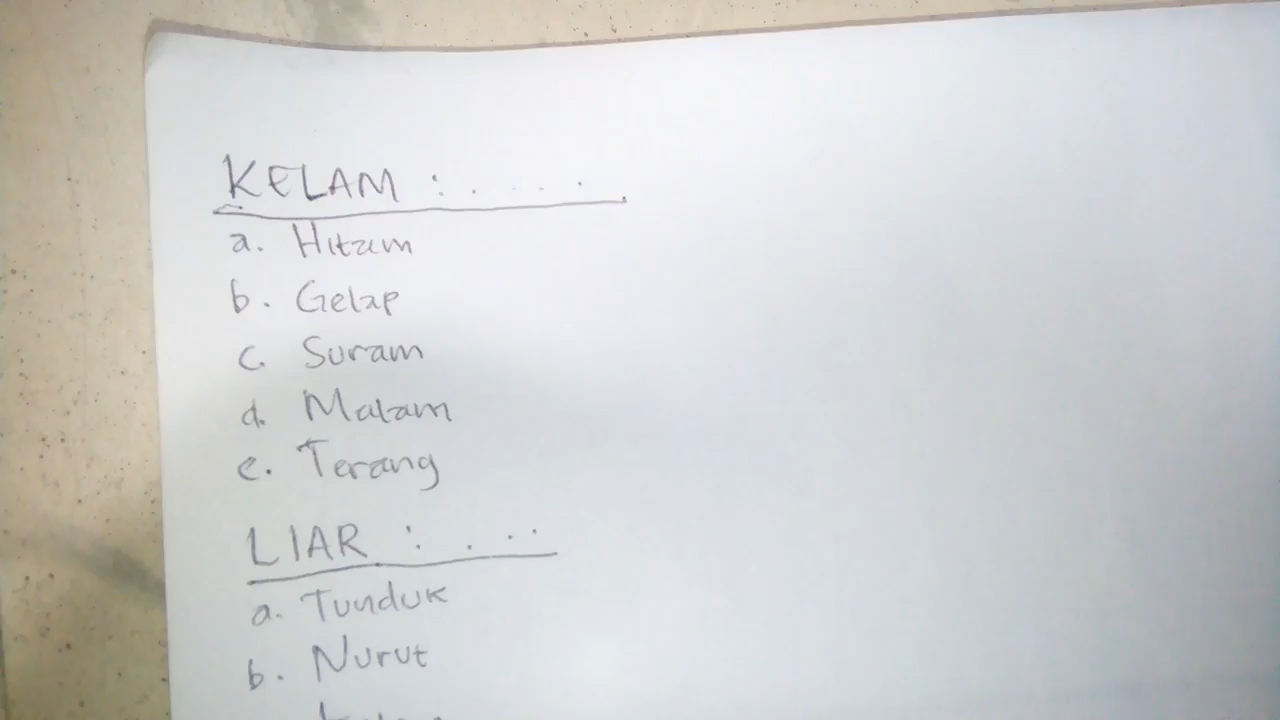 KELAM : . . . . .
a. Hitam
b. Gelap
c. Suram
d. Malam
e. Terang
LIAR : . . . .
a. Tunduk
b. Nurut